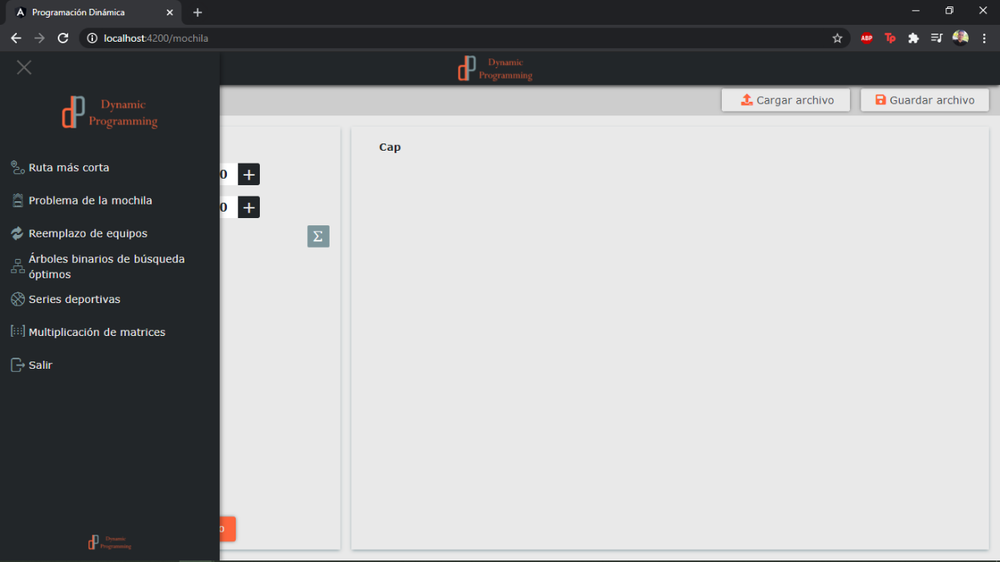 Programación Dinámica
localhost:4200/mochila
ABP
Tp
Dynamic
Programming
Cargar archivo
Guardar archivo
Dynamic
Programming
Ruta más corta
Problema de la mochila
Reemplazo de equipos
Árboles binarios de búsqueda
óptimos
Series deportivas
Multiplicación de matrices
Salir
Cap
0 +
0 +
Σ
o
Dynamic
Programming